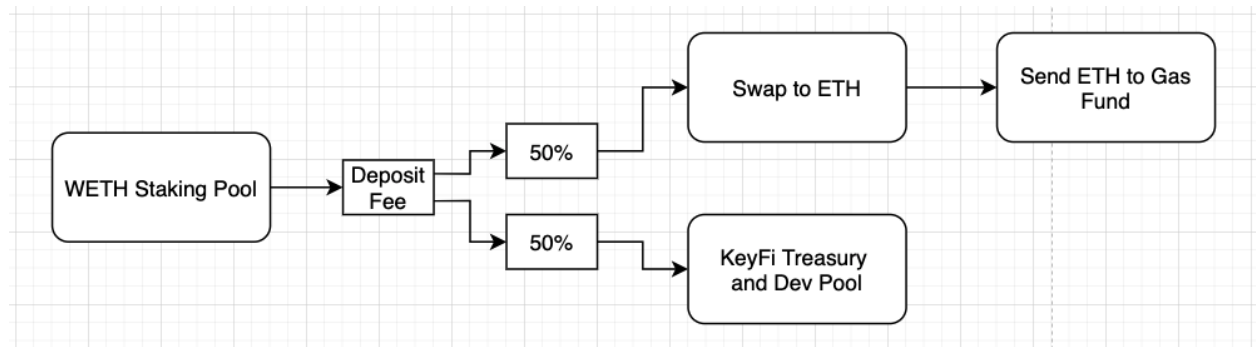 WETH Staking Pool
Deposit
Fee
50%
Swap to ETH
Send ETH to Gas
Fund
50%
KeyFi Treasury
and Dev Pool